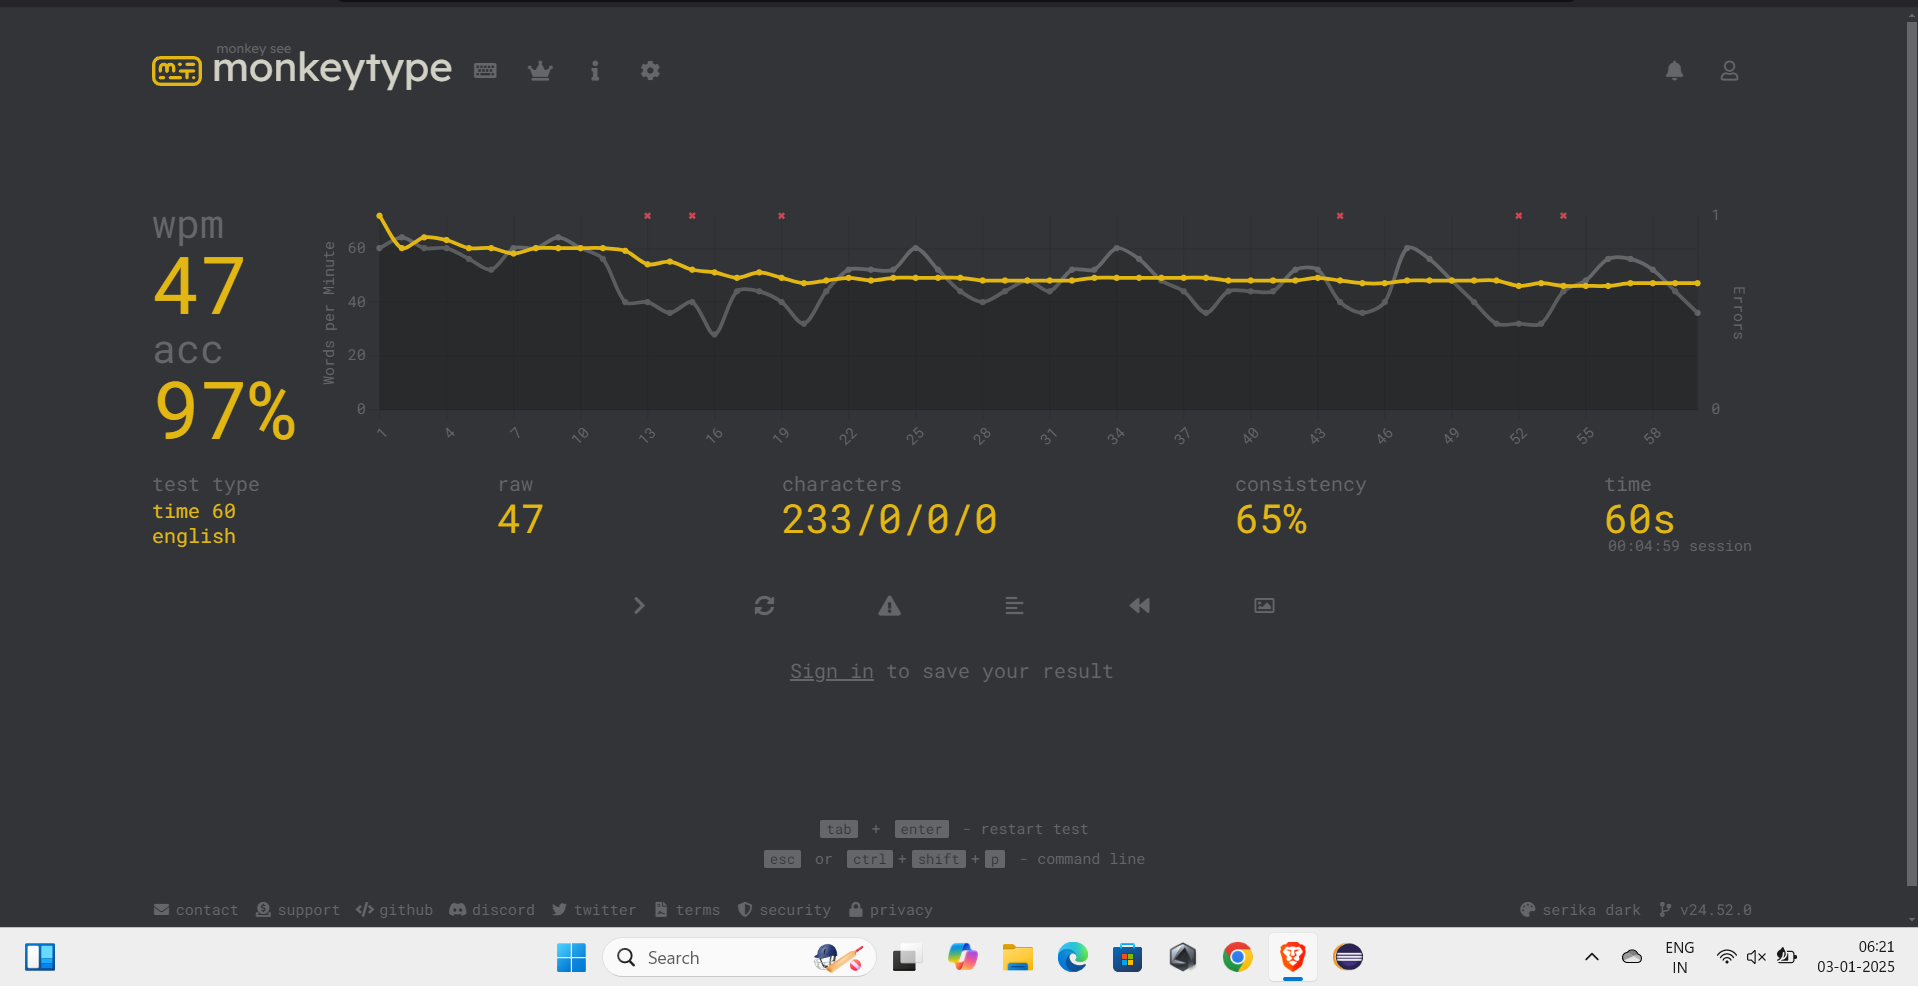 monkey see
monkeytype
wpm
47
acc
97%
Words per Minute
60
40
20
0
1
4
7
10
13
16
19
22
25
28
31
34
37
40
43
46
49
52
55
58
1
0
Errors
test type
time 60
english
raw
47
characters
233/0/0/0
consistency
65%
time
60s
00:04:59 session
Sign in to save your result
tab + enter - restart test
esc or ctrl + shift + p - command line
contact support github discord twitter terms security privacy serika dark v24.52.0
Search
ENG
IN
06:21
03-01-2025